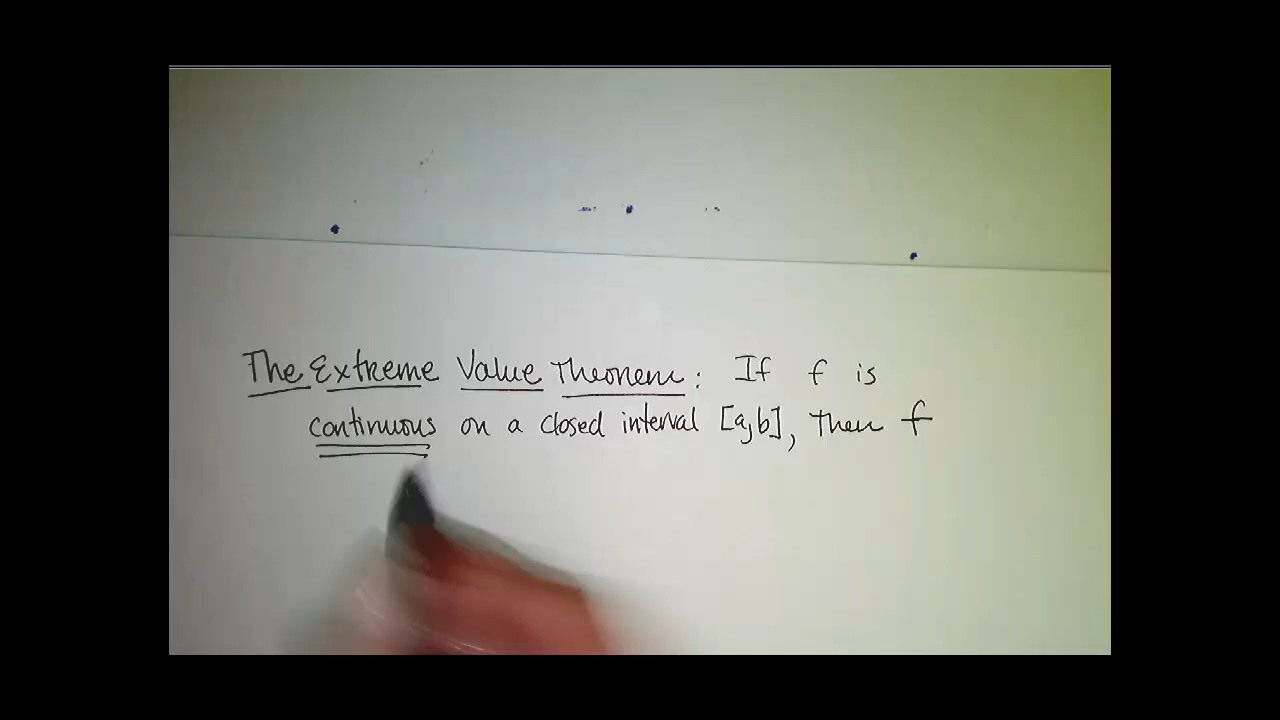 The Extreme Value Theorem: If f is
continuous on a closed interval [a,b], then f